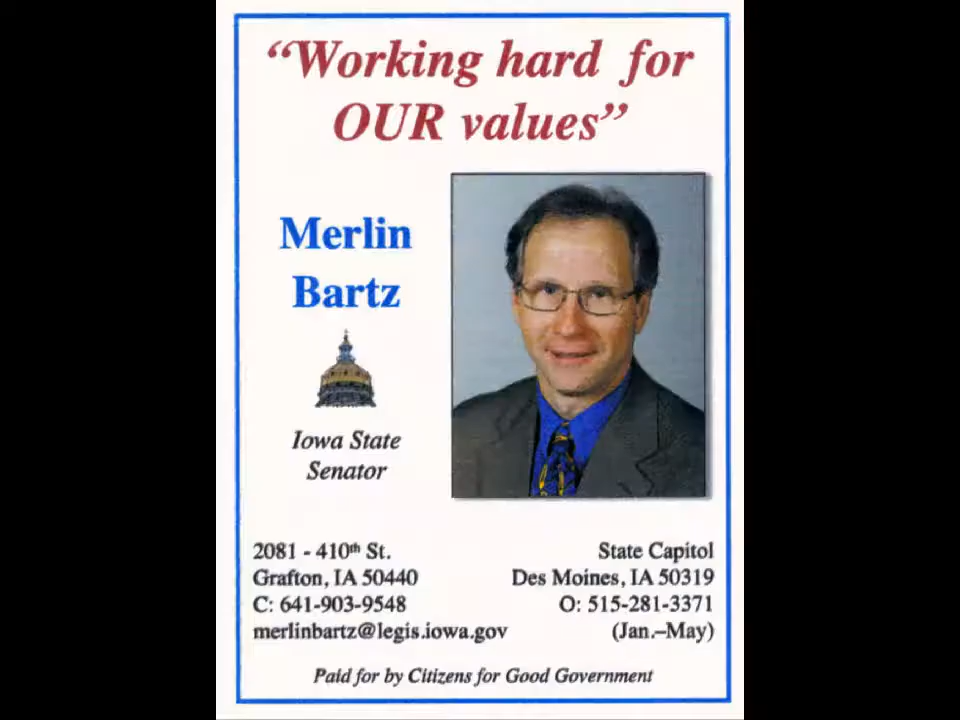 “Working hard for
OUR values”
Merlin
Bartz
Iowa State
Senator
2081 - 410th St.
Grafton, IA 50440
C: 641-903-9548
merlinbartz@legis.iowa.gov
State Capitol
Des Moines, IA 50319
O: 515-281-3371
(Jan.–May)
Paid for by Citizens for Good Government